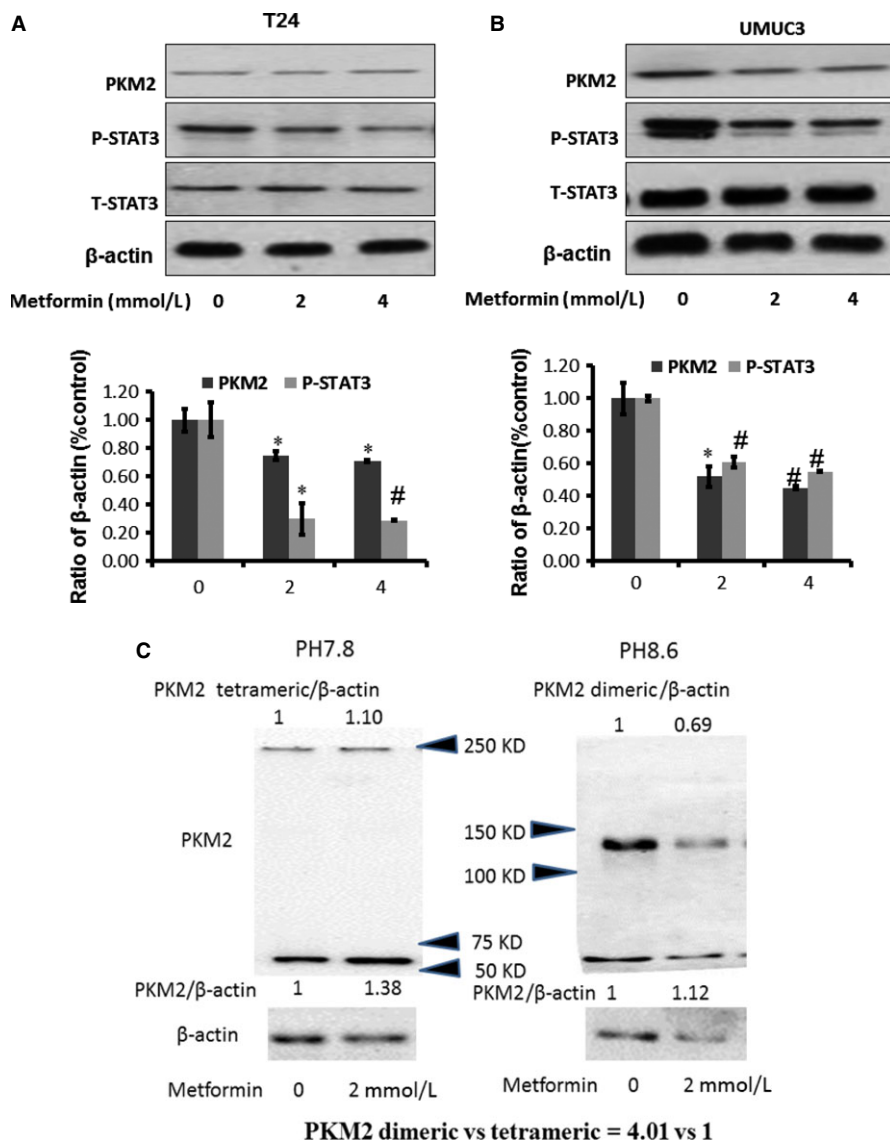 A
T24
PKM2
P-STAT3
T-STAT3
β-actin
Metformin (mmol/L) 0 2 4
Ratio of β-actin (%control)
PKM2 P-STAT3
1.20
1.00
0.80
0.60
0.40
0.20
0.00
* * * #
0 2 4
B
UMUC3
PKM2
P-STAT3
T-STAT3
β-actin
Metformin (mmol/L) 0 2 4
Ratio of β-actin(%control)
PKM2 P-STAT3
1.20
1.00
0.80
0.60
0.40
0.20
0.00
* # # #
0 2 4
C
PH7.8
PKM2 tetrameric/β-actin
1 1.10
PKM2
PKM2/β-actin 1 1.38
β-actin
Metformin 0 2 mmol/L
250 KD
150 KD
100 KD
75 KD
50 KD
PH8.6
PKM2 dimeric/β-actin
1 0.69
PKM2/β-actin 1 1.12
Metformin 0 2 mmol/L
PKM2 dimeric vs tetrameric = 4.01 vs 1